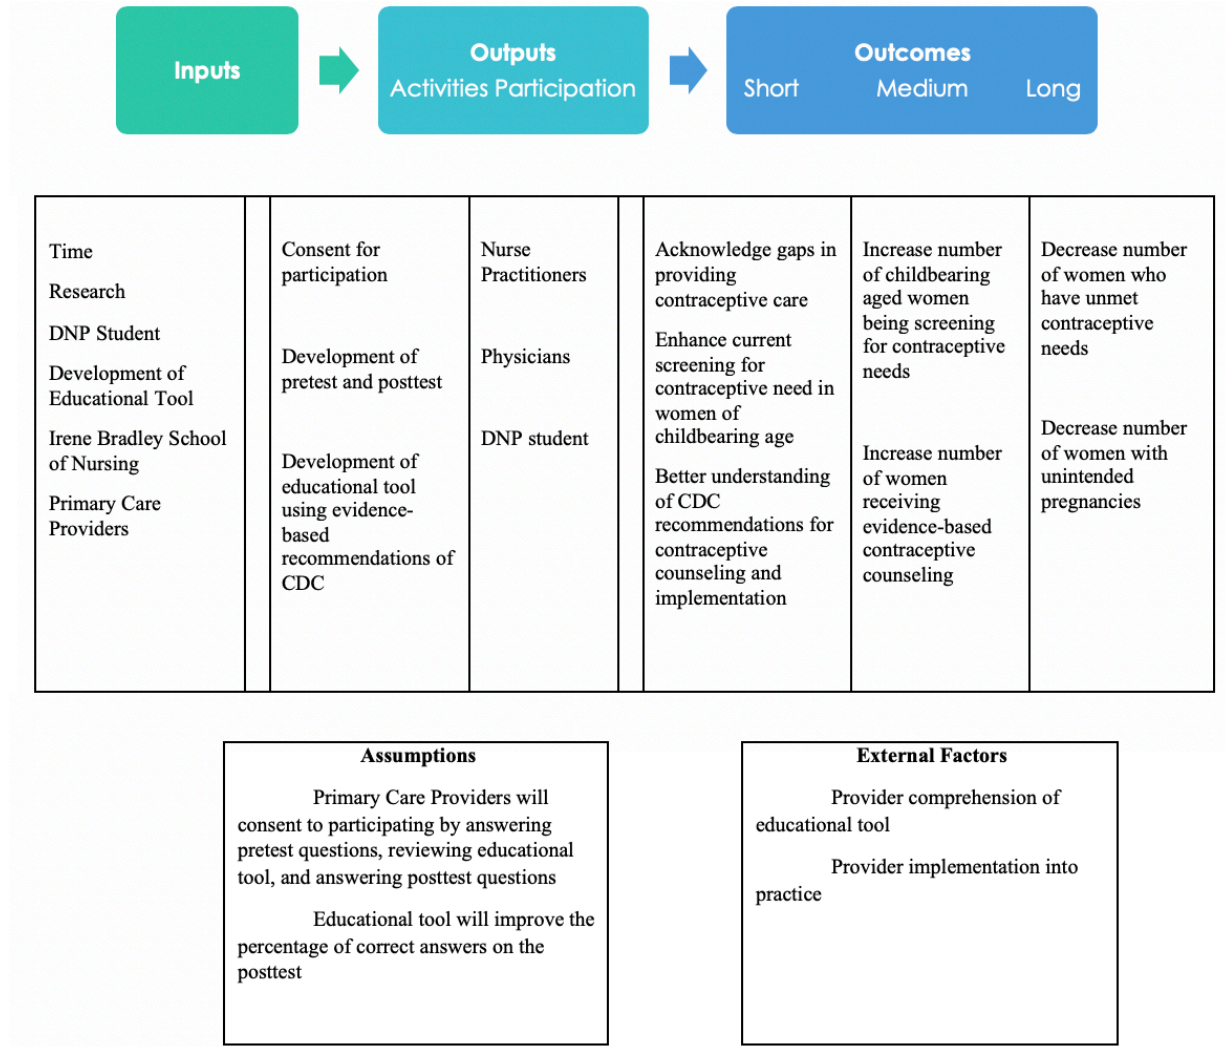 Inputs
Outputs
Activities Participation
Outcomes
Short Medium Long
Time
Research
DNP Student
Development of
Educational Tool
Irene Bradley School
of Nursing
Primary Care
Providers
Consent for
participation
Development of
pretest and posttest
Development of
educational tool
using evidence-
based
recommendations of
CDC
Nurse
Practitioners
Physicians
DNP student
Acknowledge gaps in
providing
contraceptive care
Enhance current
screening for
contraceptive need in
women of
childbearing age
Better understanding
of CDC
recommendations for
contraceptive
counseling and
implementation
Increase number
of childbearing
aged women
being screening
for contraceptive
needs
Increase number
of women
receiving
evidence-based
contraceptive
counseling
Decrease number
of women who
have unmet
contraceptive
needs
Decrease number
of women with
unintended
pregnancies
Assumptions
Primary Care Providers will
consent to participating by answering
pretest questions, reviewing educational
tool, and answering posttest questions
Educational tool will improve the
percentage of correct answers on the
posttest
External Factors
Provider comprehension of
educational tool
Provider implementation into
practice